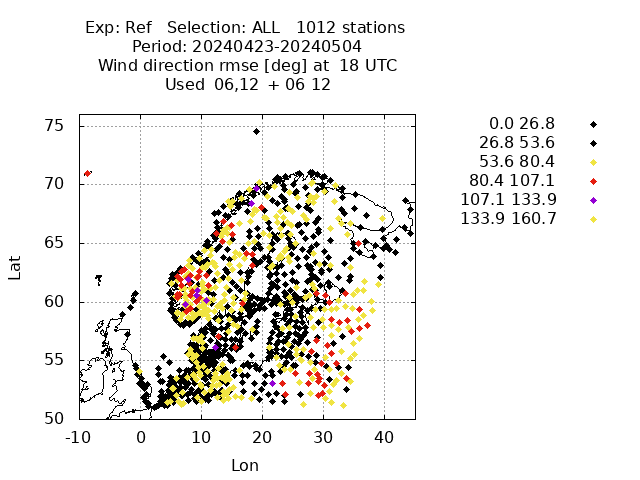 Exp: Ref   Selection: ALL   1012 stations
Period: 20240423-20240504
Wind direction rmse [deg] at  18 UTC
Used  06,12  + 06 12
75
70
65
60
55
50
Lat
-10 0 10 20 30 40
Lon
0.0 26.8
26.8 53.6
53.6 80.4
80.4 107.1
107.1 133.9
133.9 160.7